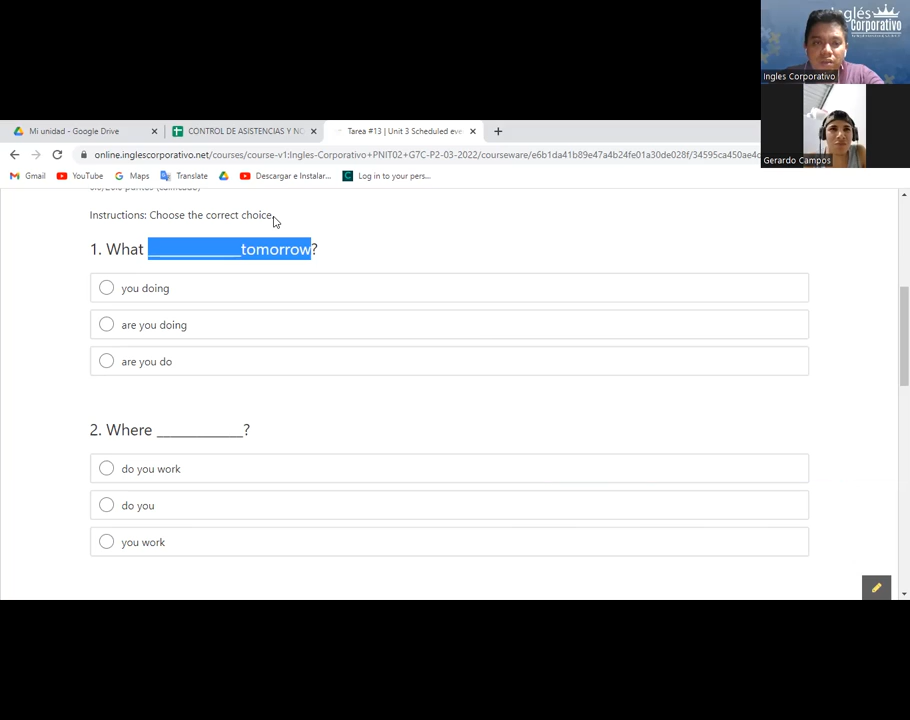 Inglés
Corporativo
Ingles Corporativo
Gerardo Campos
Mi unidad - Google Drive
CONTROL DE ASISTENCIAS Y NO
Tarea #13 | Unit 3 Scheduled eve
online.inglescorporativo.net/courses/course-v1:Ingles-Corporativo+PNIT02+G7C-P2-03-2022/courseware/e6b1da41b89e47a4b24fe01a30de028f/34595ca450ae4c
Gmail
YouTube
Maps
Translate
Descargar e Instalar...
Log in to your pers...
Instructions: Choose the correct choice.
1. What ____________tomorrow?
you doing
are you doing
are you do
2. Where ___________?
do you work
do you
you work